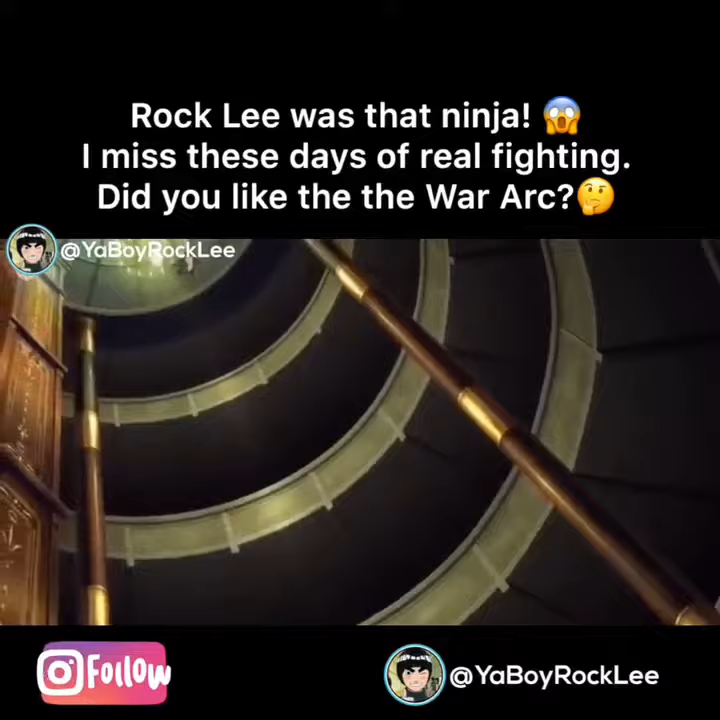 Rock Lee was that ninja! 😱
I miss these days of real fighting.
Did you like the the War Arc?🤔
@YaBoyRockLee
Follow
@YaBoyRockLee